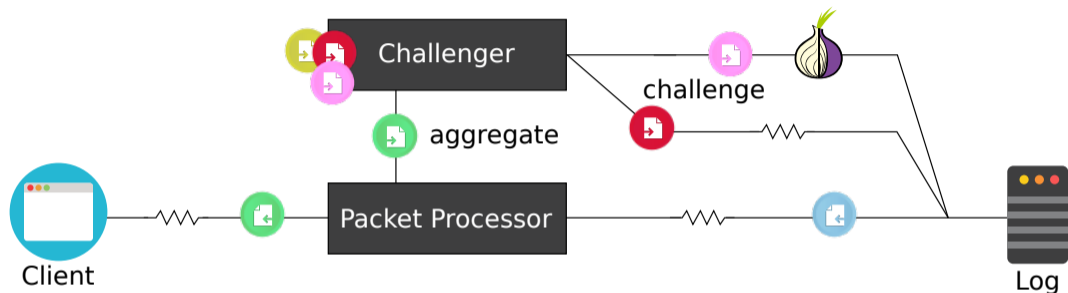 Challenger
challenge
aggregate
Packet Processor
Client
Log